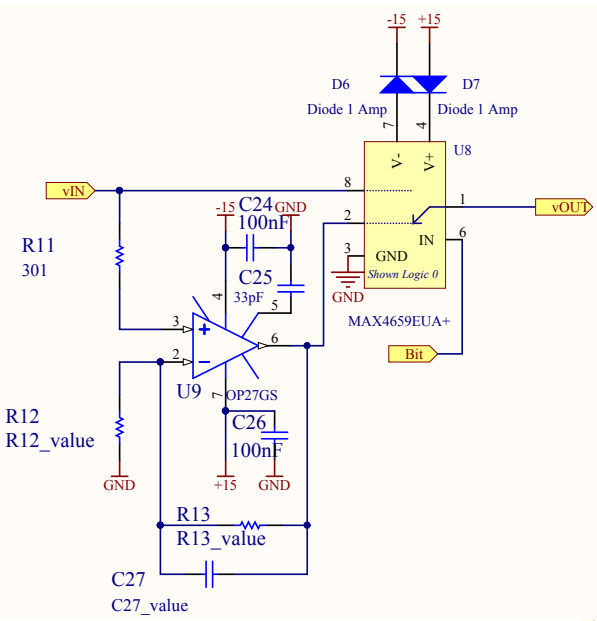 -15 +15
D6 D7
Diode 1 Amp Diode 1 Amp
7 4
V- V+
U8
vIN
8
-15 C24 GND
100nF
2
1
vOUT
IN
6
R11
301
3
GND
Shown Logic 0
GND
C25
33pF
4
5
MAX4659EUA+
3
+
6
Bit
2
-
U9
7
OP27GS
R12
R12_value
C26
100nF
GND
+15
GND
R13
R13_value
C27
C27_value